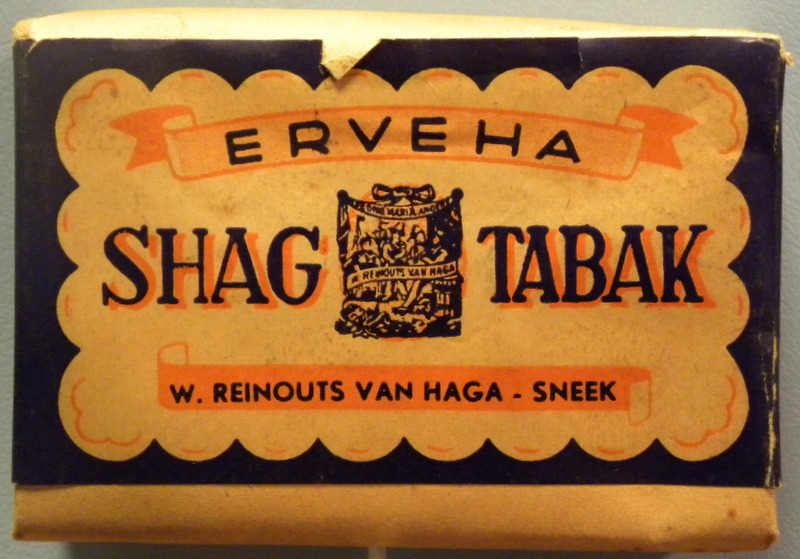 ERVEHA
SHAG TABAK
W. REINOUTS VAN HAGA
W. REINOUTS VAN HAGA - SNEEK